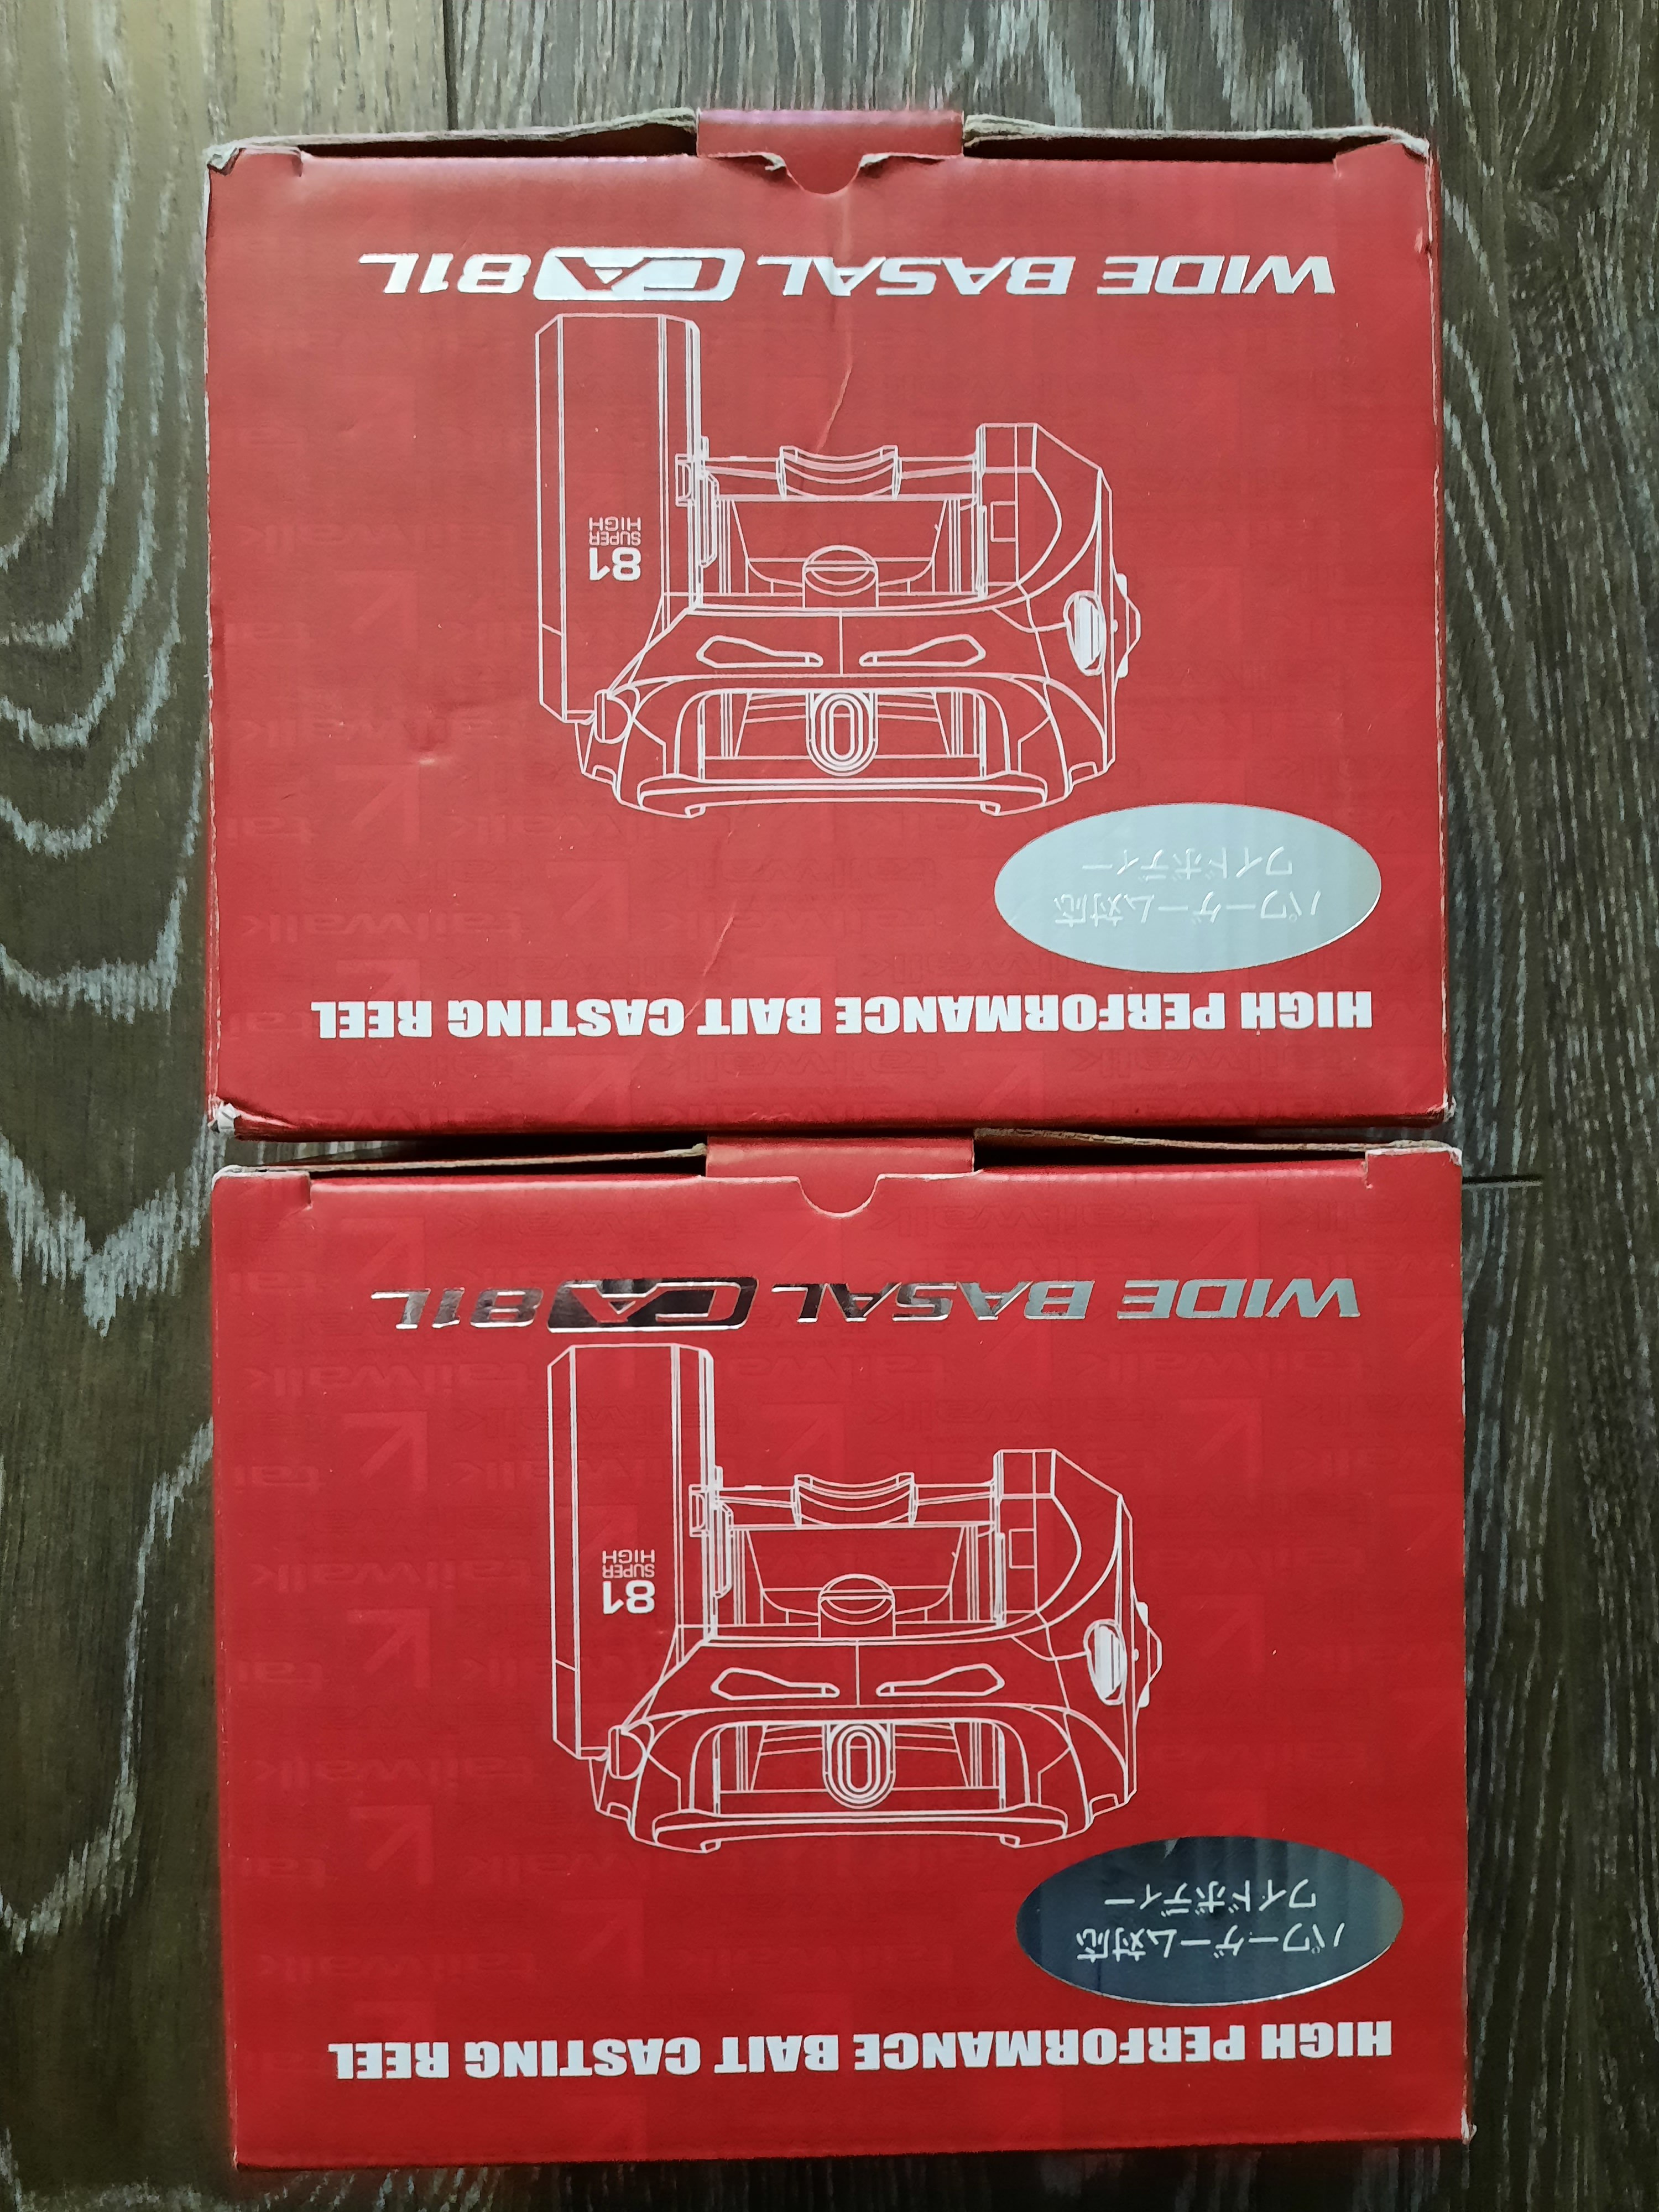 HIGH PERFORMANCE BAIT CASTING REEL
パワーゲーム対応
ワイドボディー
81
SUPER
HIGH
WIDE BASAL CA 81L
HIGH PERFORMANCE BAIT CASTING REEL
パワーゲーム対応
ワイドボディー
81
SUPER
HIGH
WIDE BASAL CA 81L